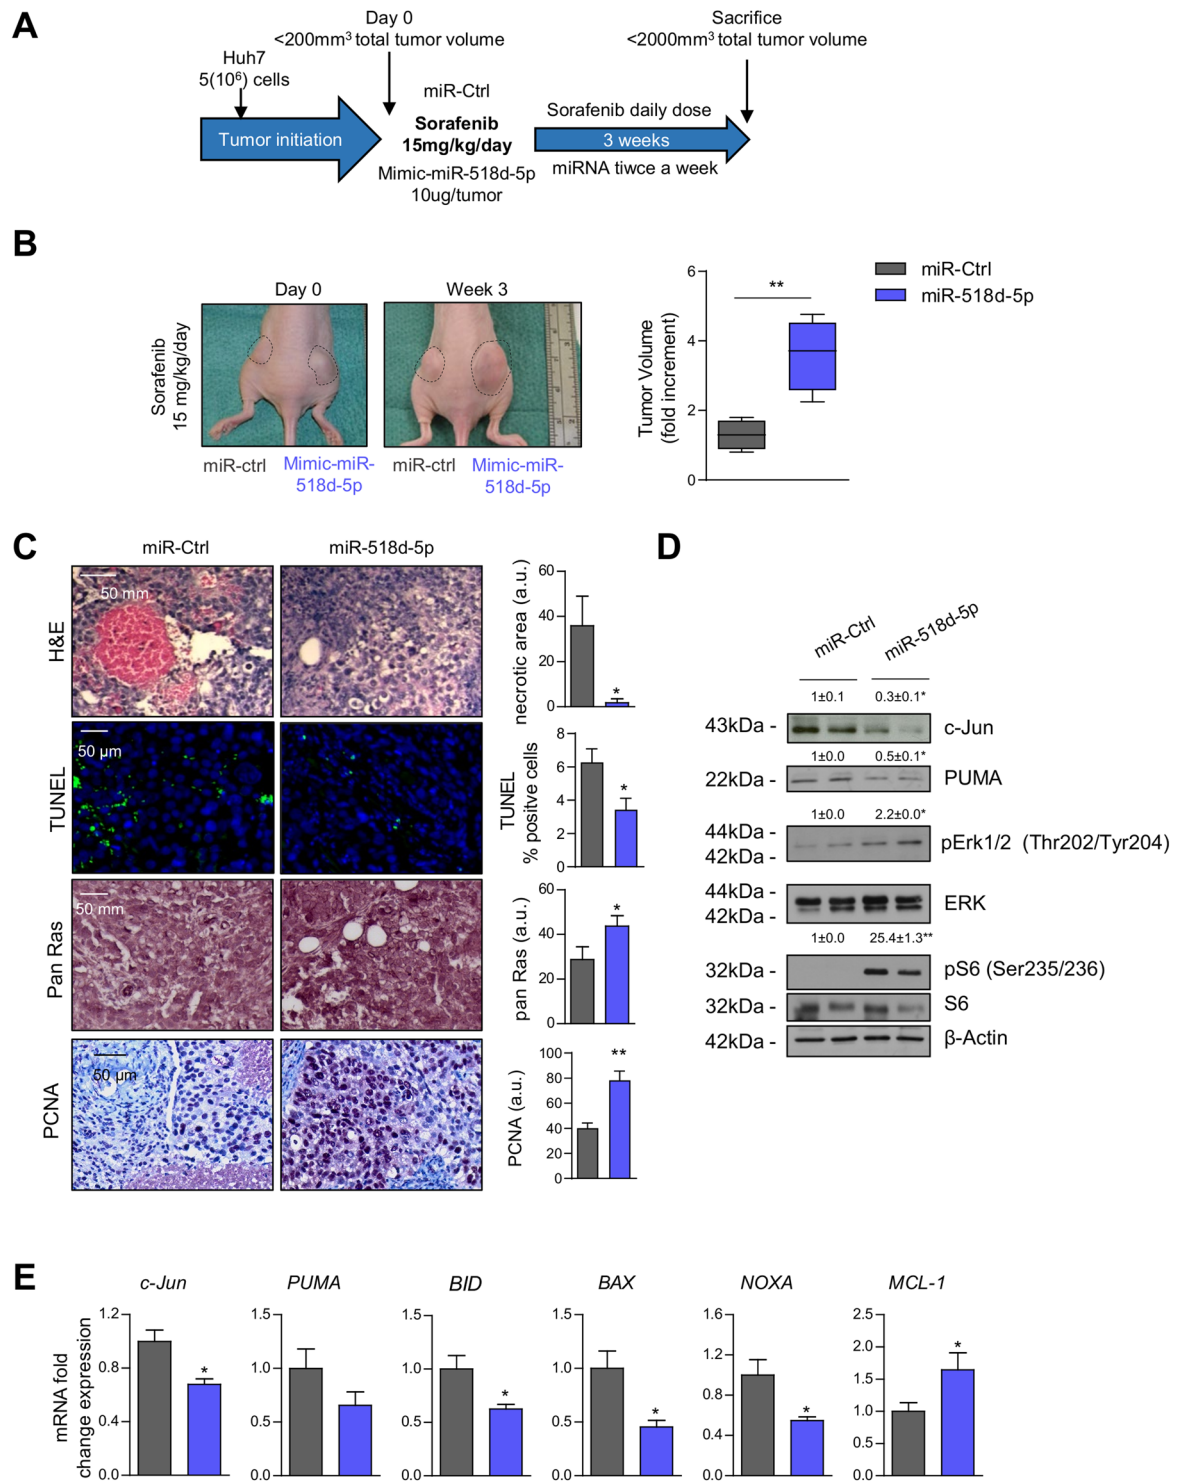 A
Day 0
<200mm³ total tumor volume
Sacrifice
<2000mm³ total tumor volume
Huh7
5(10⁶) cells
Tumor initiation
miR-Ctrl
Sorafenib
15mg/kg/day
Mimic-miR-518d-5p
10ug/tumor
Sorafenib daily dose
3 weeks
miRNA tiwce a week
B
Day 0
Week 3
Sorafenib
15 mg/kg/day
miR-ctrl
Mimic-miR-
518d-5p
miR-ctrl
Mimic-miR-
518d-5p
Tumor Volume
(fold increment)
6
4
2
0
**
miR-Ctrl
miR-518d-5p
C
miR-Ctrl
miR-518d-5p
H&E
50 mm
necrotic area (a.u.)
60
40
20
0
*
TUNEL
50 µm
TUNEL
% positve cells
8
6
4
2
0
*
Pan Ras
50 mm
pan Ras (a.u.)
60
40
20
0
*
PCNA
50 µm
PCNA (a.u.)
100
80
60
40
20
0
**
D
miR-Ctrl
miR-518d-5p
1±0.1 0.3±0.1*
43kDa - c-Jun
1±0.0 0.5±0.1*
22kDa - PUMA
1±0.0 2.2±0.0*
44kDa -
42kDa -
pErk1/2 (Thr202/Tyr204)
44kDa -
42kDa -
ERK
1±0.0 25.4±1.3**
32kDa - pS6 (Ser235/236)
32kDa - S6
42kDa - β-Actin
E
mRNA fold
change expression
c-Jun
1.2
0.8
0.4
0.0
*
PUMA
1.5
1.0
0.5
0.0
BID
1.5
1.0
0.5
0.0
*
BAX
1.5
1.0
0.5
0.0
*
NOXA
1.6
1.2
0.8
0.4
0.0
*
MCL-1
2.5
2.0
1.5
1.0
0.5
0.0
*